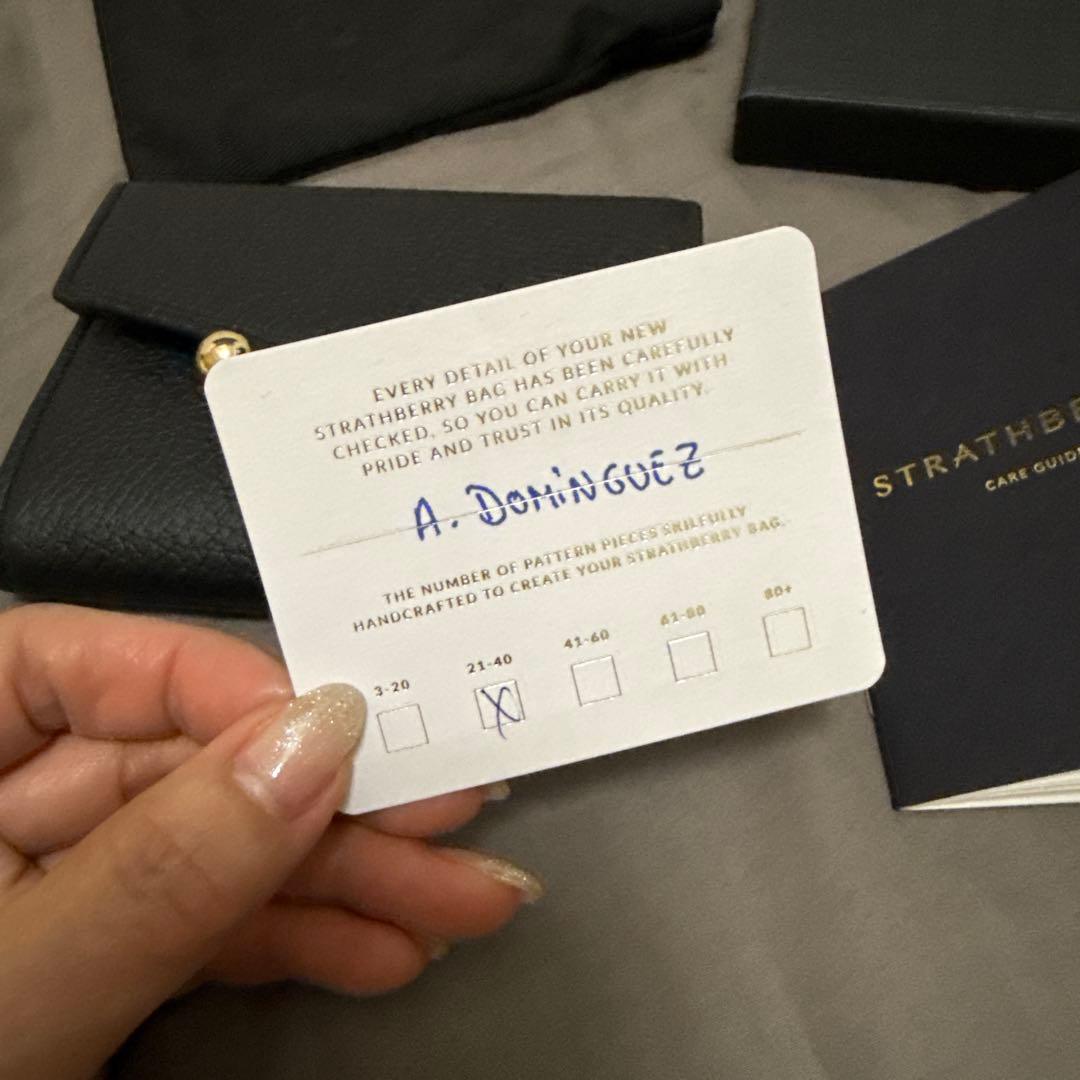 EVERY DETAIL OF YOUR NEW
STRATHBERRY BAG HAS BEEN CAREFULLY
CHECKED, SO YOU CAN CARRY IT WITH
PRIDE AND TRUST IN ITS QUALITY.
A. DOMiNGUEZ
THE NUMBER OF PATTERN PIECES SKILFULLY
HANDCRAFTED TO CREATE YOUR STRATHBERRY BAG.
3-20 21-40 41-60 61-80 80+
X
STRATHBE
CARE GUIDE